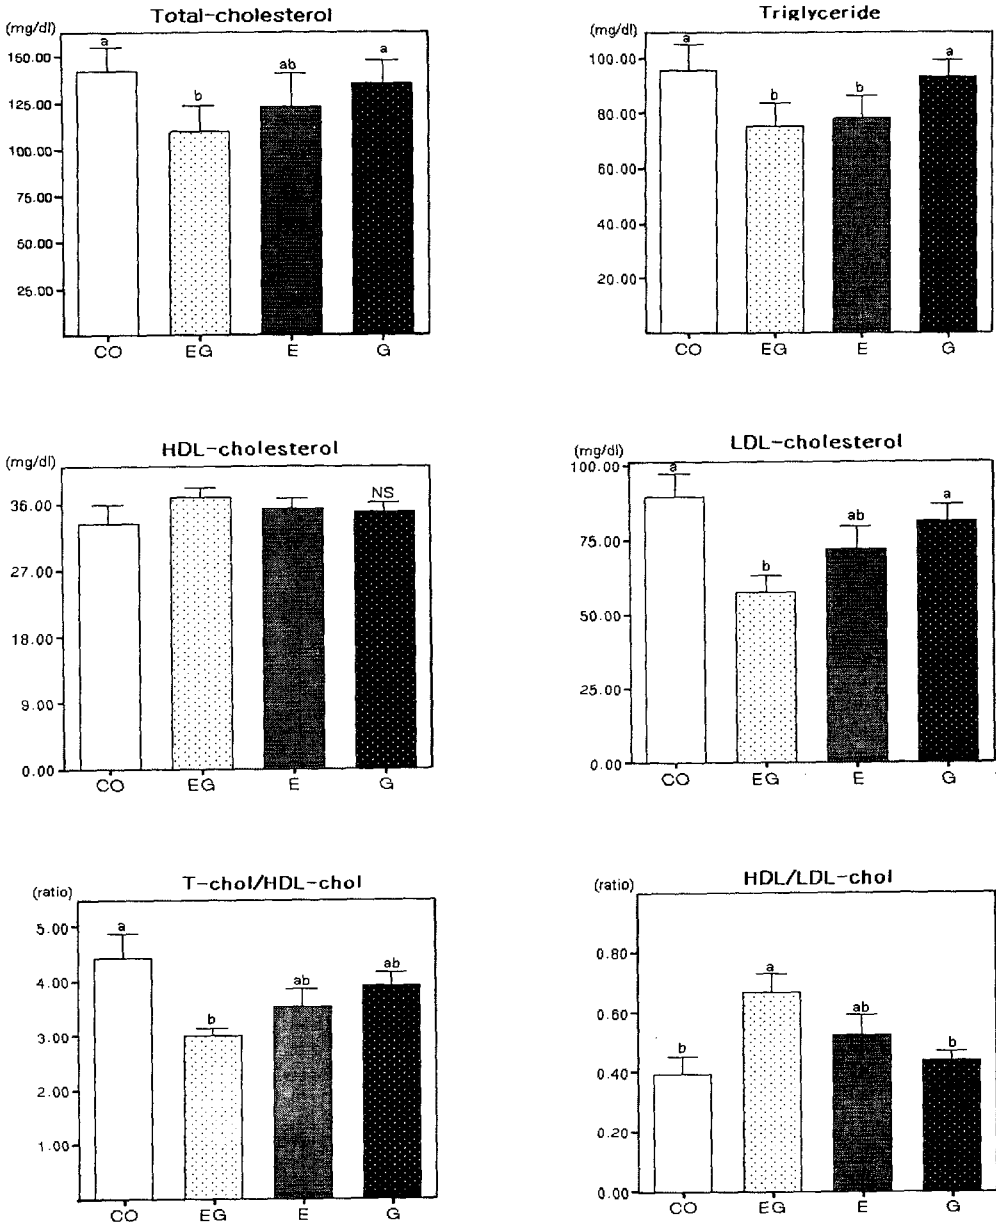 Total-cholesterol
(mg/dl)
a
b
ab
a
150.00
125.00
100.00
75.00
50.00
25.00
CO EG E G
Triglyceride
(mg/dl)
a
b
b
a
100.00
80.00
60.00
40.00
20.00
CO EG E G
HDL-cholesterol
(mg/dl)
NS
36.00
27.00
18.00
9.00
0.00
CO EG E G
LDL-cholesterol
(mg/dl)
a
b
ab
a
100.00
75.00
50.00
25.00
0.00
CO EG E G
T-chol/HDL-chol
(ratio)
a
b
ab
ab
5.00
4.00
3.00
2.00
1.00
CO EG E G
HDL/LDL-chol
(ratio)
b
a
ab
b
0.80
0.60
0.40
0.20
0.00
CO EG E G